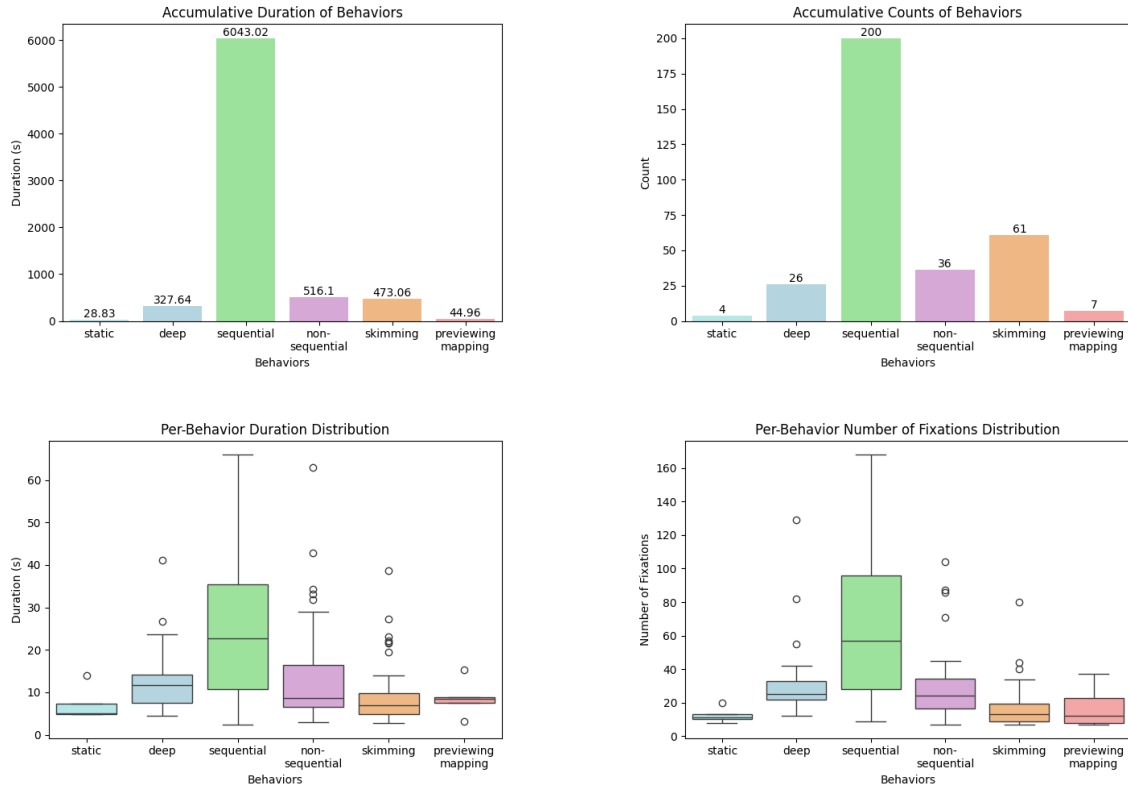 Accumulative Duration of Behaviors
6043.02
6000
5000
4000
3000
2000
1000
0
Duration (s)
28.83
327.64
516.1
473.06
44.96
static
deep
sequential
non-
sequential
skimming
previewing
mapping
Behaviors
Accumulative Counts of Behaviors
200
200
175
150
125
100
75
50
25
0
Count
4
26
36
61
7
static
deep
sequential
non-
sequential
skimming
previewing
mapping
Behaviors
Per-Behavior Duration Distribution
60
50
40
30
20
10
0
Duration (s)
static
deep
sequential
non-
sequential
skimming
previewing
mapping
Behaviors
Per-Behavior Number of Fixations Distribution
160
140
120
100
80
60
40
20
0
Number of Fixations
static
deep
sequential
non-
sequential
skimming
previewing
mapping
Behaviors